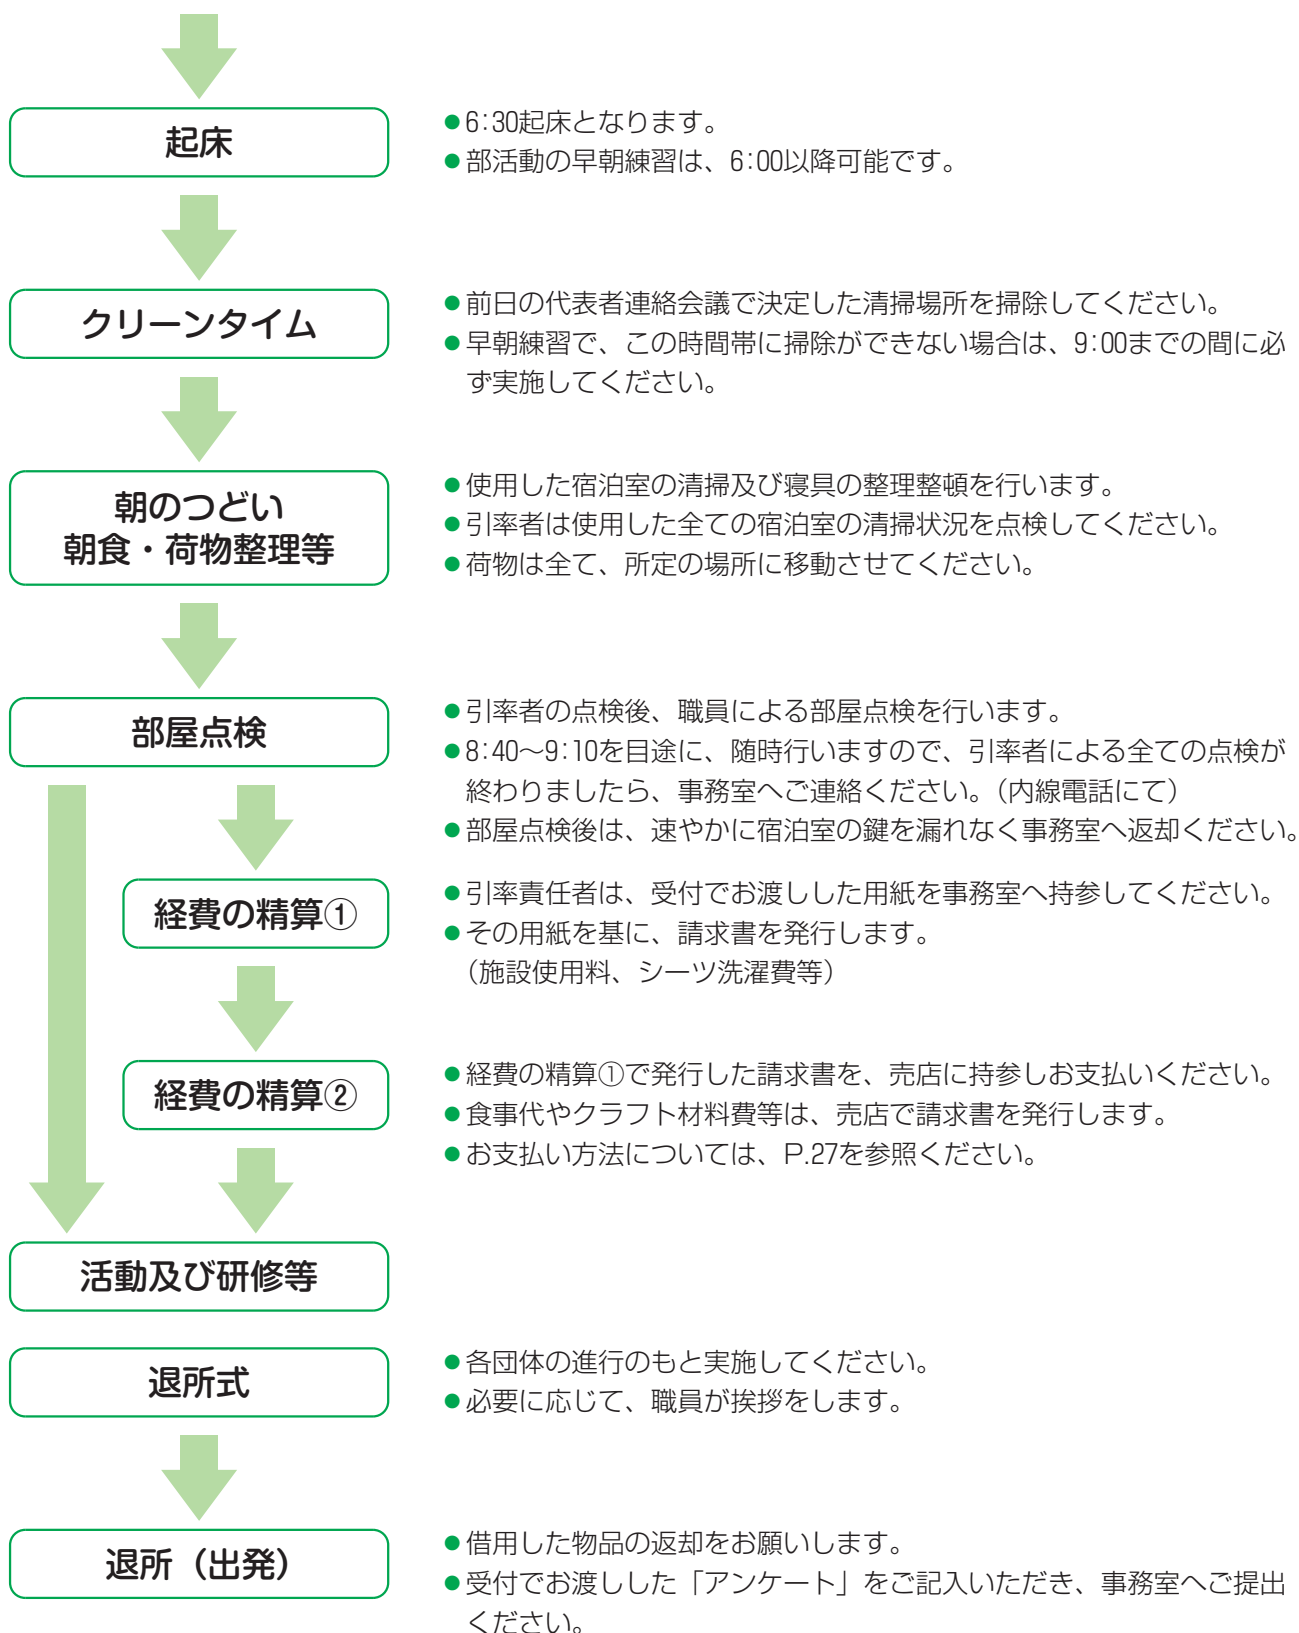 起床
●6:30起床となります。
●部活動の早朝練習は、6:00以降可能です。
クリーンタイム
●前日の代表者連絡会議で決定した清掃場所を掃除してください。
●早朝練習で、この時間帯に掃除ができない場合は、9:00までの間に必
ず実施してください。
朝のつどい
朝食・荷物整理等
●使用した宿泊室の清掃及び寝具の整理整頓を行います。
●引率者は使用した全ての宿泊室の清掃状況を点検してください。
●荷物は全て、所定の場所に移動させてください。
部屋点検
●引率者の点検後、職員による部屋点検を行います。
●8:40〜9:10を目途に、随時行いますので、引率者による全ての点検が
終わりましたら、事務室へご連絡ください。（内線電話にて）
●部屋点検後は、速やかに宿泊室の鍵を漏れなく事務室へ返却ください。
経費の精算①
●引率責任者は、受付でお渡しした用紙を事務室へ持参してください。
●その用紙を基に、請求書を発行します。
（施設使用料、シーツ洗濯費等）
経費の精算②
●経費の精算①で発行した請求書を、売店に持参しお支払いください。
●食事代やクラフト材料費等は、売店で請求書を発行します。
●お支払い方法については、P.27を参照ください。
活動及び研修等
退所式
●各団体の進行のもと実施してください。
●必要に応じて、職員が挨拶をします。
退所（出発）
●借用した物品の返却をお願いします。
●受付でお渡しした「アンケート」をご記入いただき、事務室へご提出
ください。